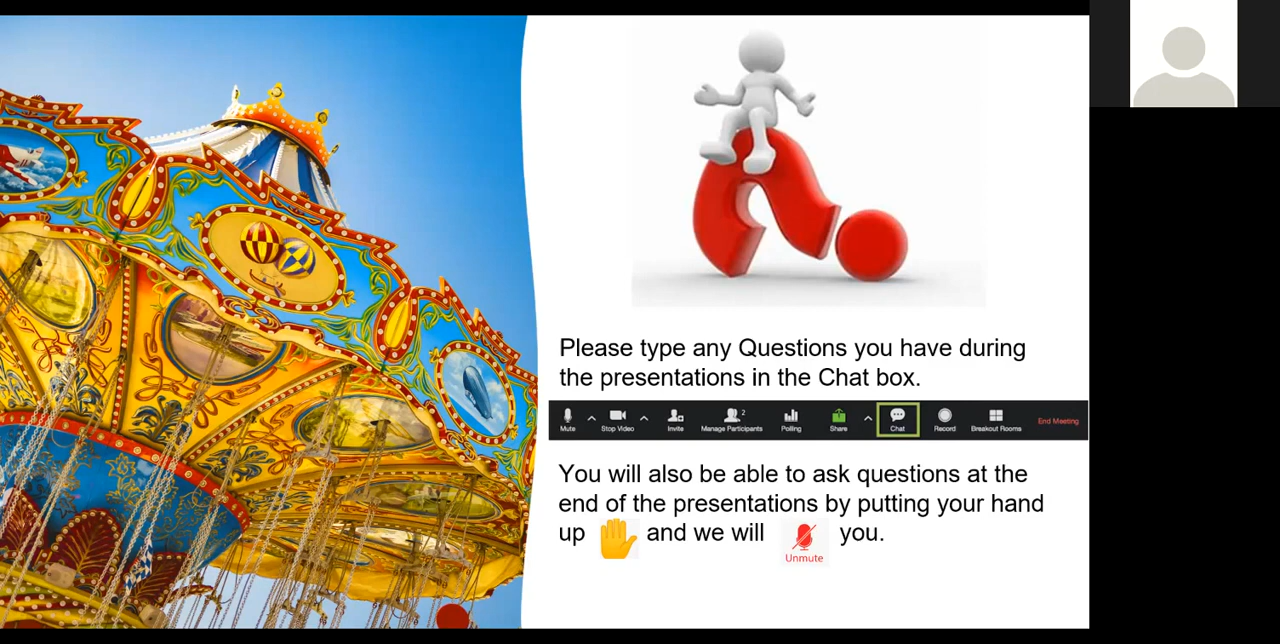 Please type any Questions you have during
the presentations in the Chat box.
Mute Stop Video Invite Manage Participants 2 Polling Share Chat Record Breakout Rooms End Meeting
You will also be able to ask questions at the
end of the presentations by putting your hand
up and we will you.
Unmute